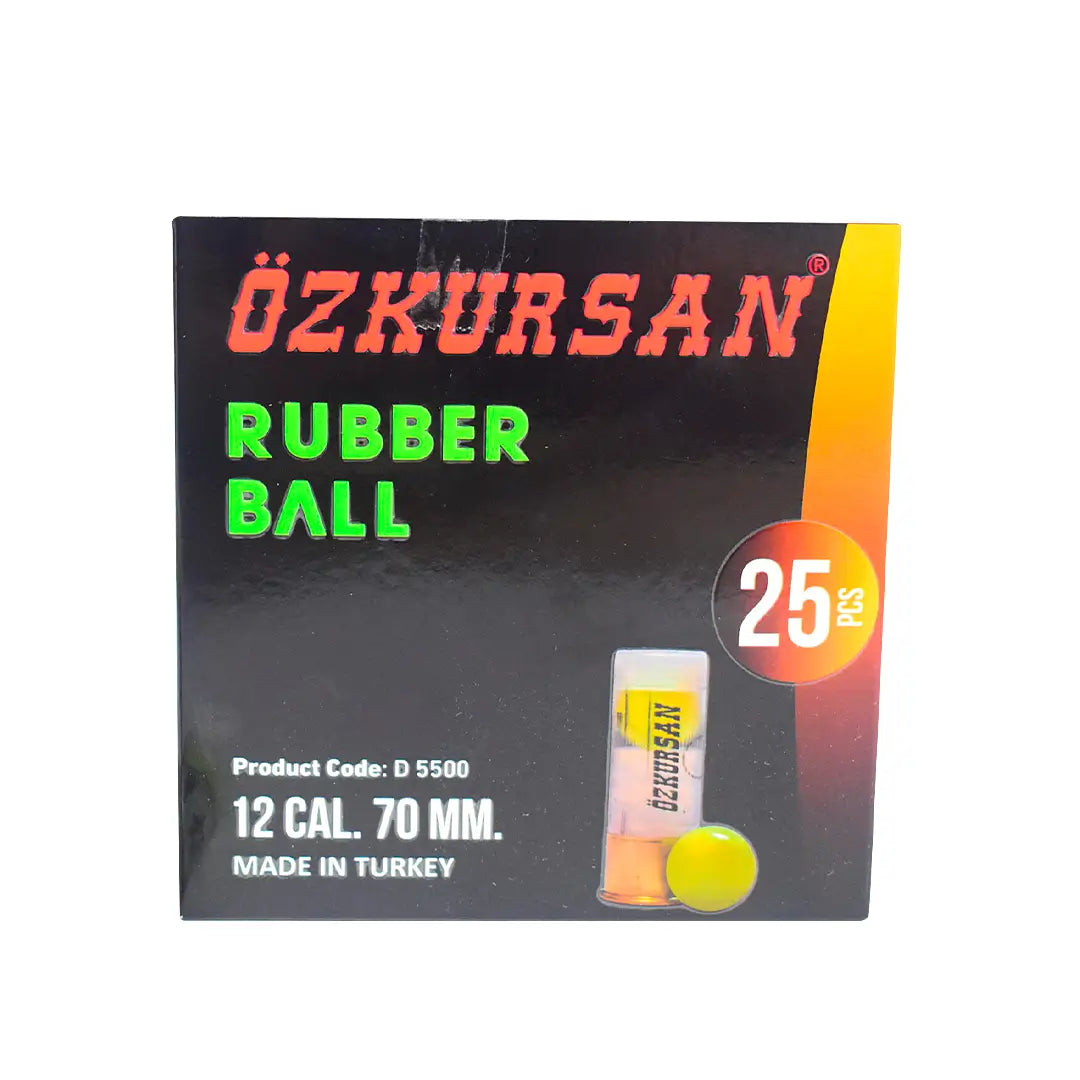 ÖZKURSAN®
RUBBER
BALL
25 PCS
ÖZKURSAN
Product Code: D 5500
12 CAL. 70 MM.
MADE IN TURKEY